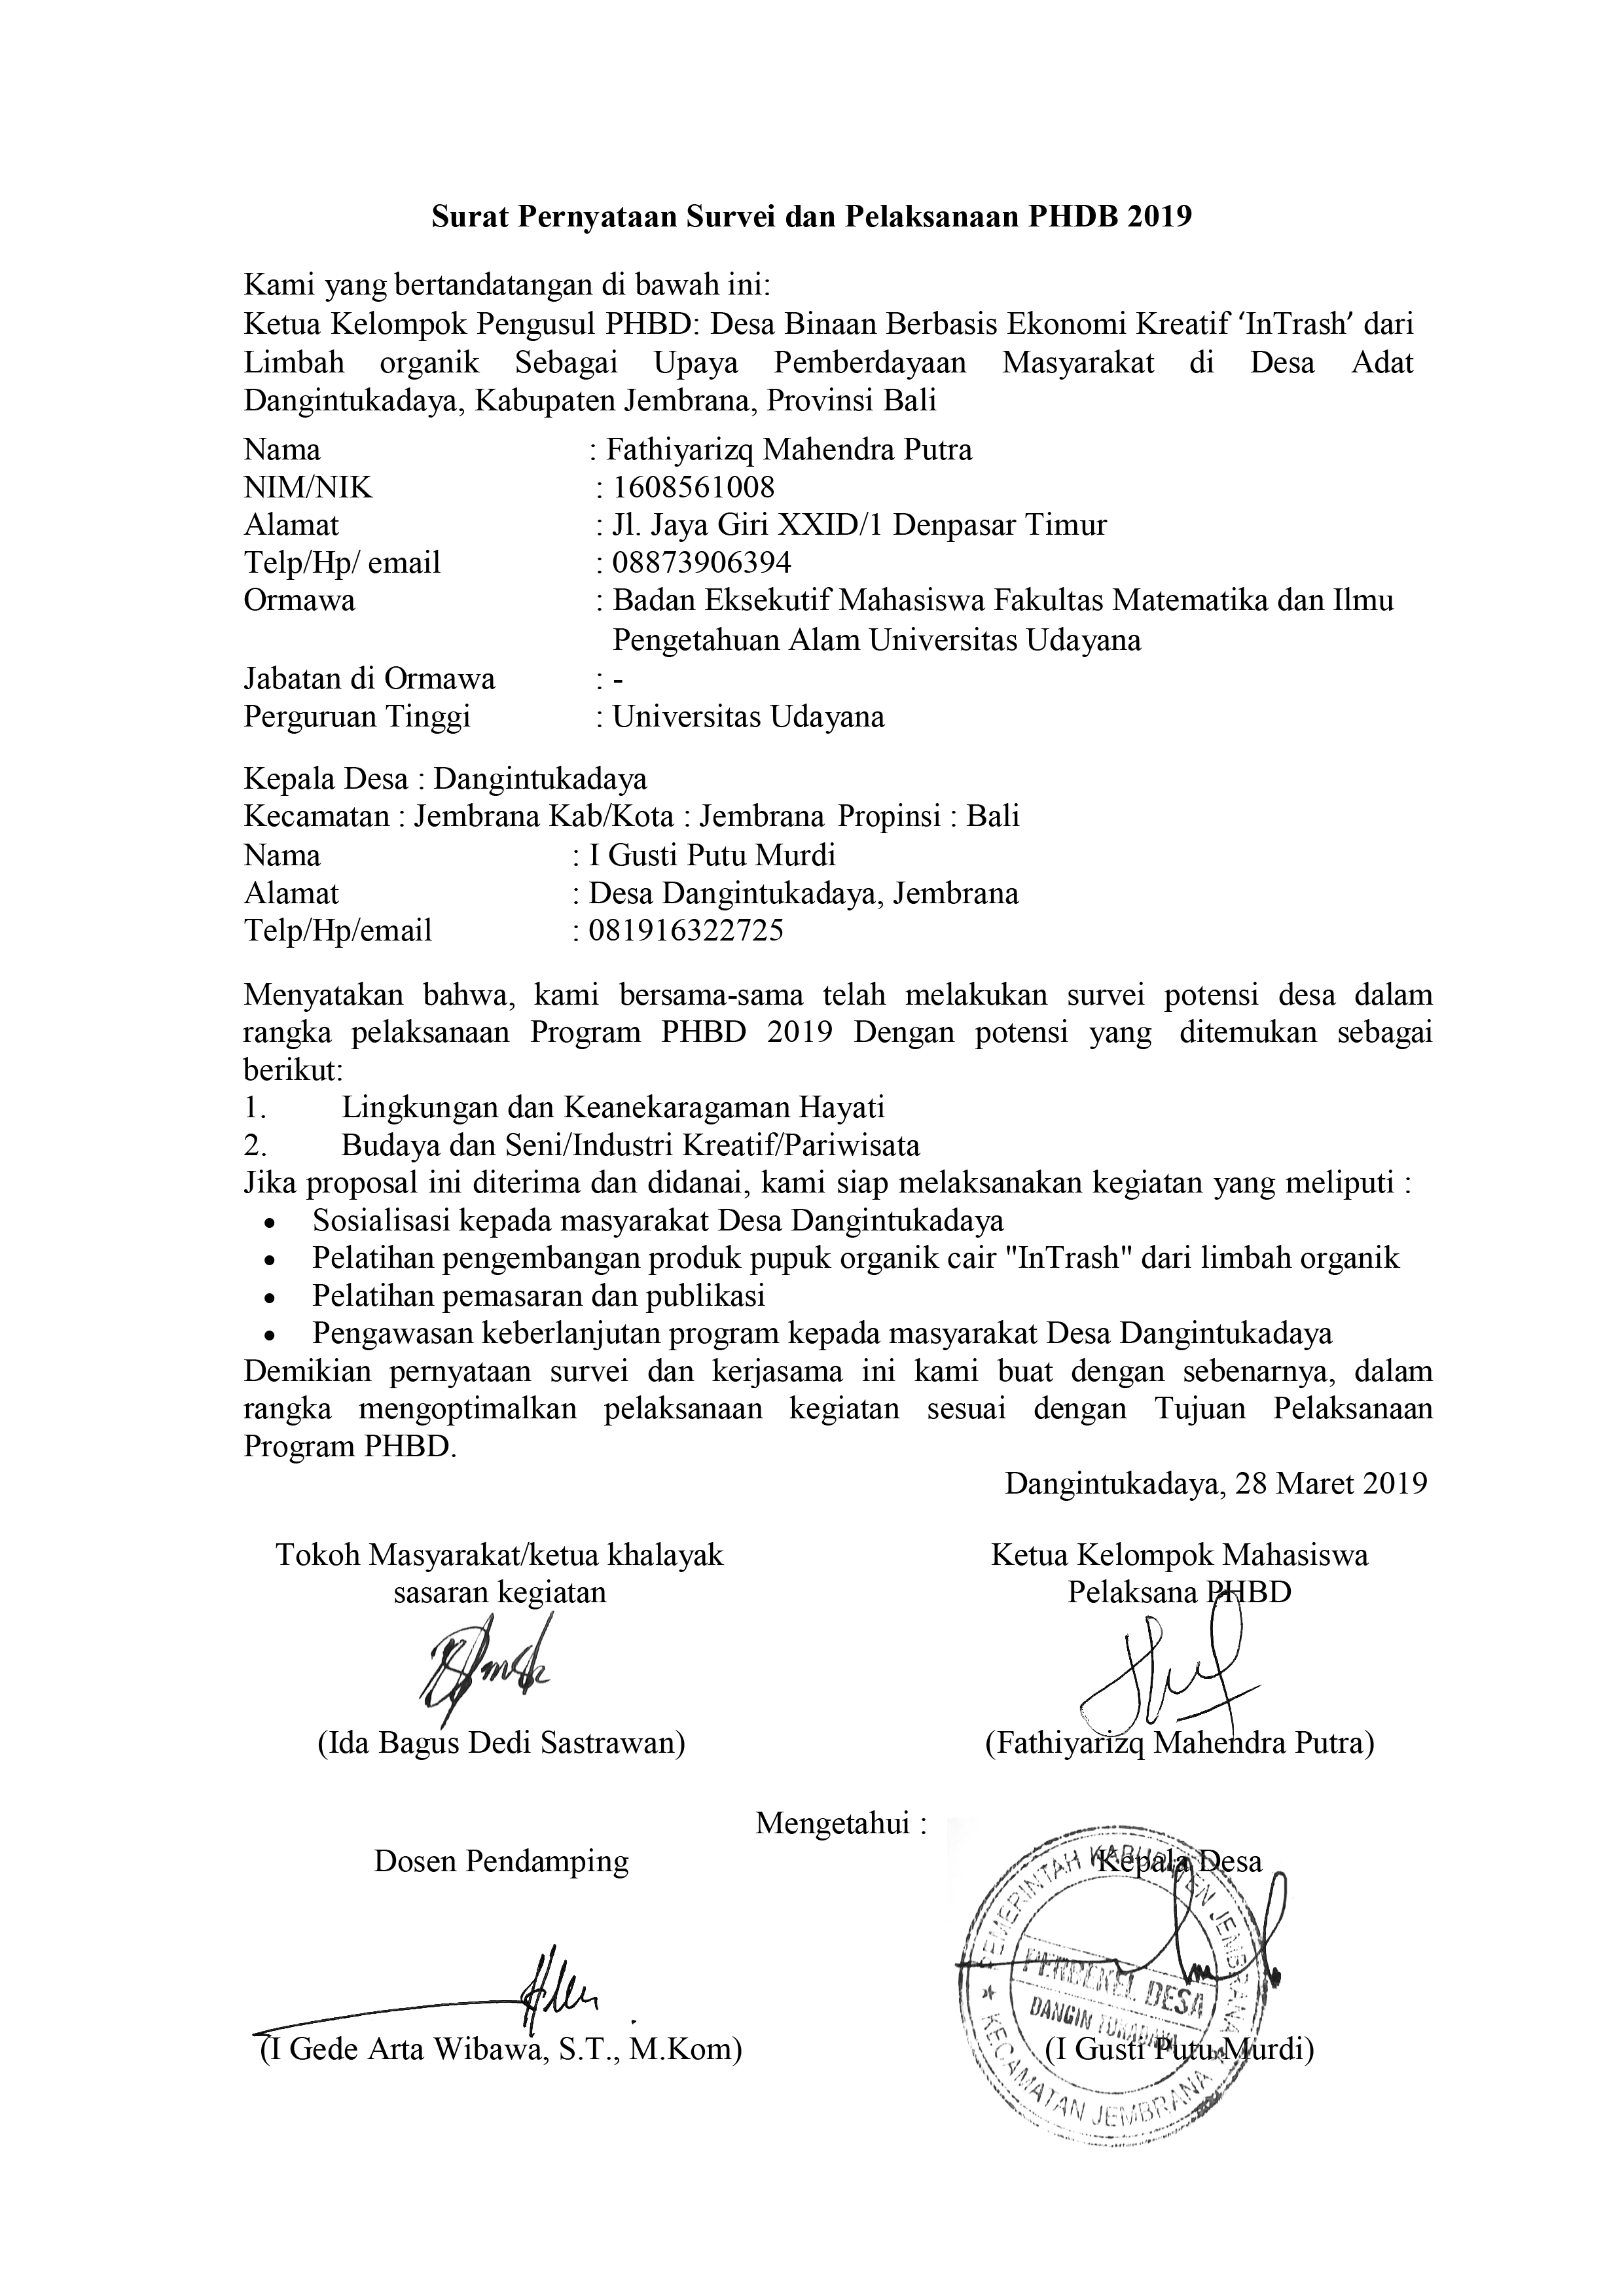 Surat Pernyataan Survei dan Pelaksanaan PHDB 2019
Kami yang bertandatangan di bawah ini:
Ketua Kelompok Pengusul PHBD: Desa Binaan Berbasis Ekonomi Kreatif ‘InTrash’ dari
Limbah organik Sebagai Upaya Pemberdayaan Masyarakat di Desa Adat
Dangintukadaya, Kabupaten Jembrana, Provinsi Bali
Nama : Fathiyarizq Mahendra Putra
NIM/NIK : 1608561008
Alamat : Jl. Jaya Giri XXID/1 Denpasar Timur
Telp/Hp/ email : 08873906394
Ormawa : Badan Eksekutif Mahasiswa Fakultas Matematika dan Ilmu
Pengetahuan Alam Universitas Udayana
Jabatan di Ormawa : -
Perguruan Tinggi : Universitas Udayana
Kepala Desa : Dangintukadaya
Kecamatan : Jembrana Kab/Kota : Jembrana Propinsi : Bali
Nama : I Gusti Putu Murdi
Alamat : Desa Dangintukadaya, Jembrana
Telp/Hp/email : 081916322725
Menyatakan bahwa, kami bersama-sama telah melakukan survei potensi desa dalam
rangka pelaksanaan Program PHBD 2019 Dengan potensi yang ditemukan sebagai
berikut:
1. Lingkungan dan Keanekaragaman Hayati
2. Budaya dan Seni/Industri Kreatif/Pariwisata
Jika proposal ini diterima dan didanai, kami siap melaksanakan kegiatan yang meliputi :
• Sosialisasi kepada masyarakat Desa Dangintukadaya
• Pelatihan pengembangan produk pupuk organik cair "InTrash" dari limbah organik
• Pelatihan pemasaran dan publikasi
• Pengawasan keberlanjutan program kepada masyarakat Desa Dangintukadaya
Demikian pernyataan survei dan kerjasama ini kami buat dengan sebenarnya, dalam
rangka mengoptimalkan pelaksanaan kegiatan sesuai dengan Tujuan Pelaksanaan
Program PHBD.
Dangintukadaya, 28 Maret 2019
Tokoh Masyarakat/ketua khalayak
sasaran kegiatan
Ketua Kelompok Mahasiswa
Pelaksana PHBD
(Ida Bagus Dedi Sastrawan)
(Fathiyarizq Mahendra Putra)
Mengetahui :
Dosen Pendamping
Kepala Desa
PEMERINTAH KABUPATEN JEMBRANA
PERBEKEL DESA
DANGIN TUKADAYA
KECAMATAN JEMBRANA
(I Gede Arta Wibawa, S.T., M.Kom)
(I Gusti Putu Murdi)